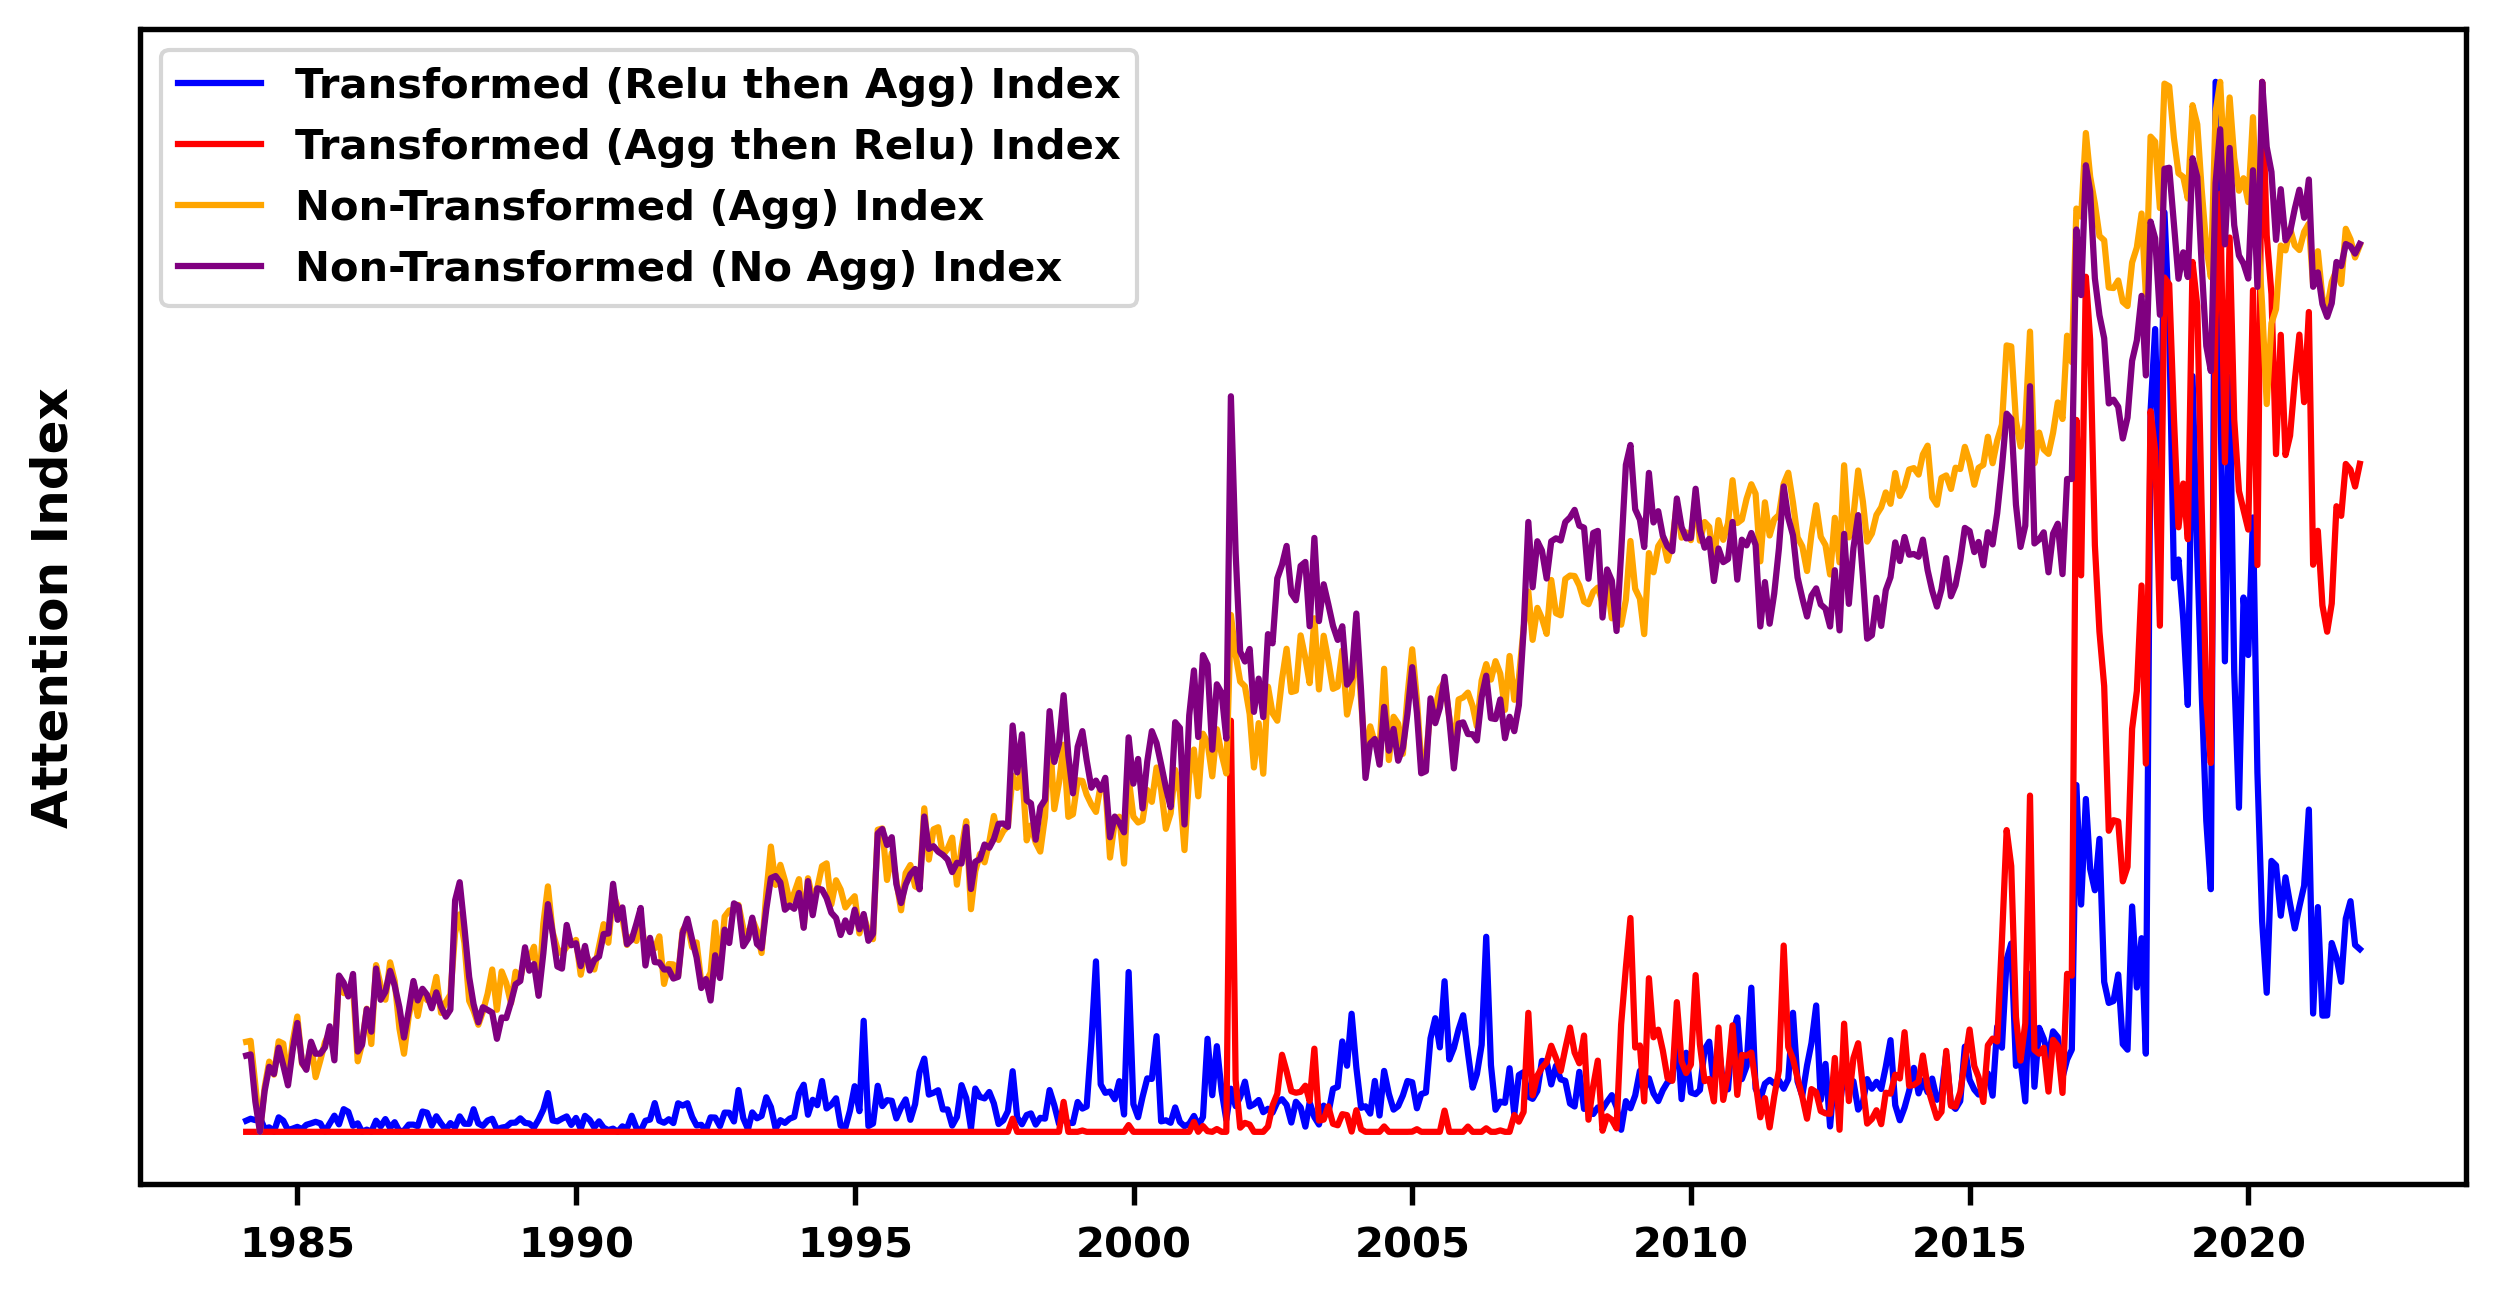 Transformed (Relu then Agg) Index
Transformed (Agg then Relu) Index
Non-Transformed (Agg) Index
Non-Transformed (No Agg) Index
Attention Index
1985 1990 1995 2000 2005 2010 2015 2020